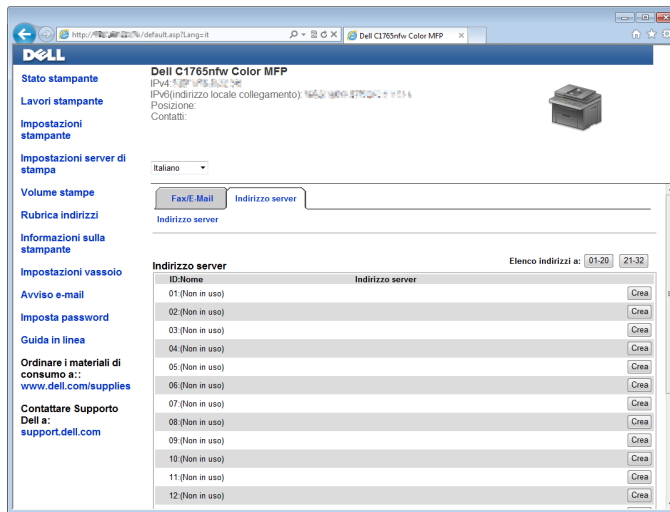 http:// /default.asp?Lang=it
Dell C1765nfw Color MFP
DELL
Dell C1765nfw Color MFP
IPv4:
IPv6(indirizzo locale collegamento):
Posizione:
Contatti:
Italiano
Stato stampante
Lavori stampante
Impostazioni
stampante
Impostazioni server di
stampa
Volume stampe
Rubrica indirizzi
Informazioni sulla
stampante
Impostazioni vassoio
Avviso e-mail
Imposta password
Guida in linea
Ordinare i materiali di
consumo a::
www.dell.com/supplies
Contattare Supporto
Dell a:
support.dell.com
Fax/E-Mail Indirizzo server
Indirizzo server
Indirizzo server Elenco indirizzi a: 01-20 21-32
ID:Nome Indirizzo server
01:(Non in uso) Crea
02:(Non in uso) Crea
03:(Non in uso) Crea
04:(Non in uso) Crea
05:(Non in uso) Crea
06:(Non in uso) Crea
07:(Non in uso) Crea
08:(Non in uso) Crea
09:(Non in uso) Crea
10:(Non in uso) Crea
11:(Non in uso) Crea
12:(Non in uso) Crea